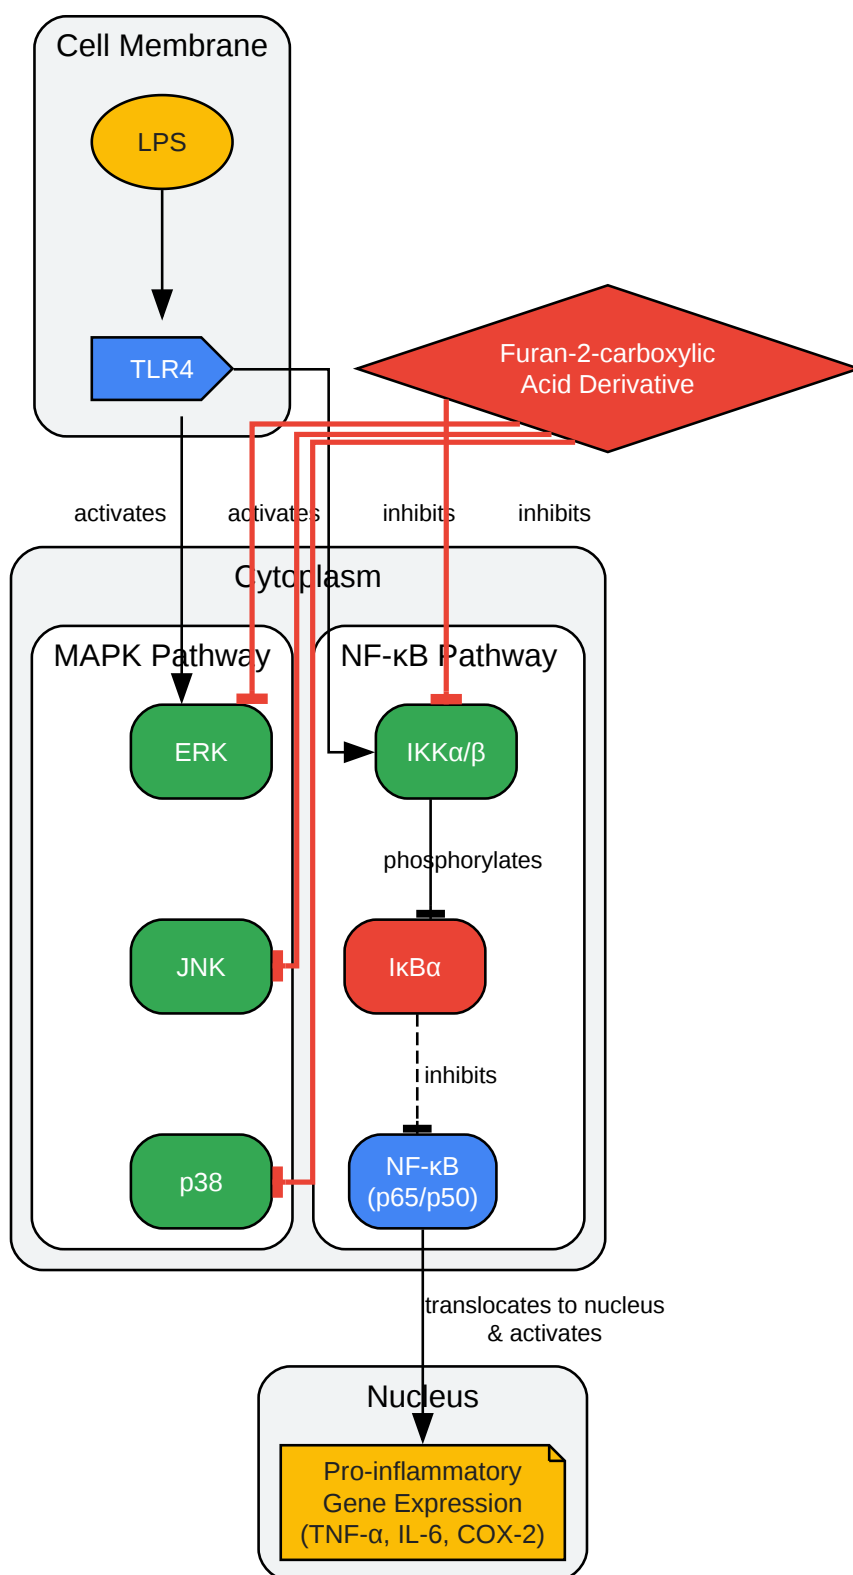 Cell Membrane
LPS
TLR4
Furan-2-carboxylic
Acid Derivative
activates
activates
inhibits
inhibits
Cytoplasm
MAPK Pathway
NF-κB Pathway
ERK
IKKα/β
phosphorylates
JNK
IκBα
inhibits
p38
NF-κB
(p65/p50)
translocates to nucleus
& activates
Nucleus
Pro-inflammatory
Gene Expression
(TNF-α, IL-6, COX-2)